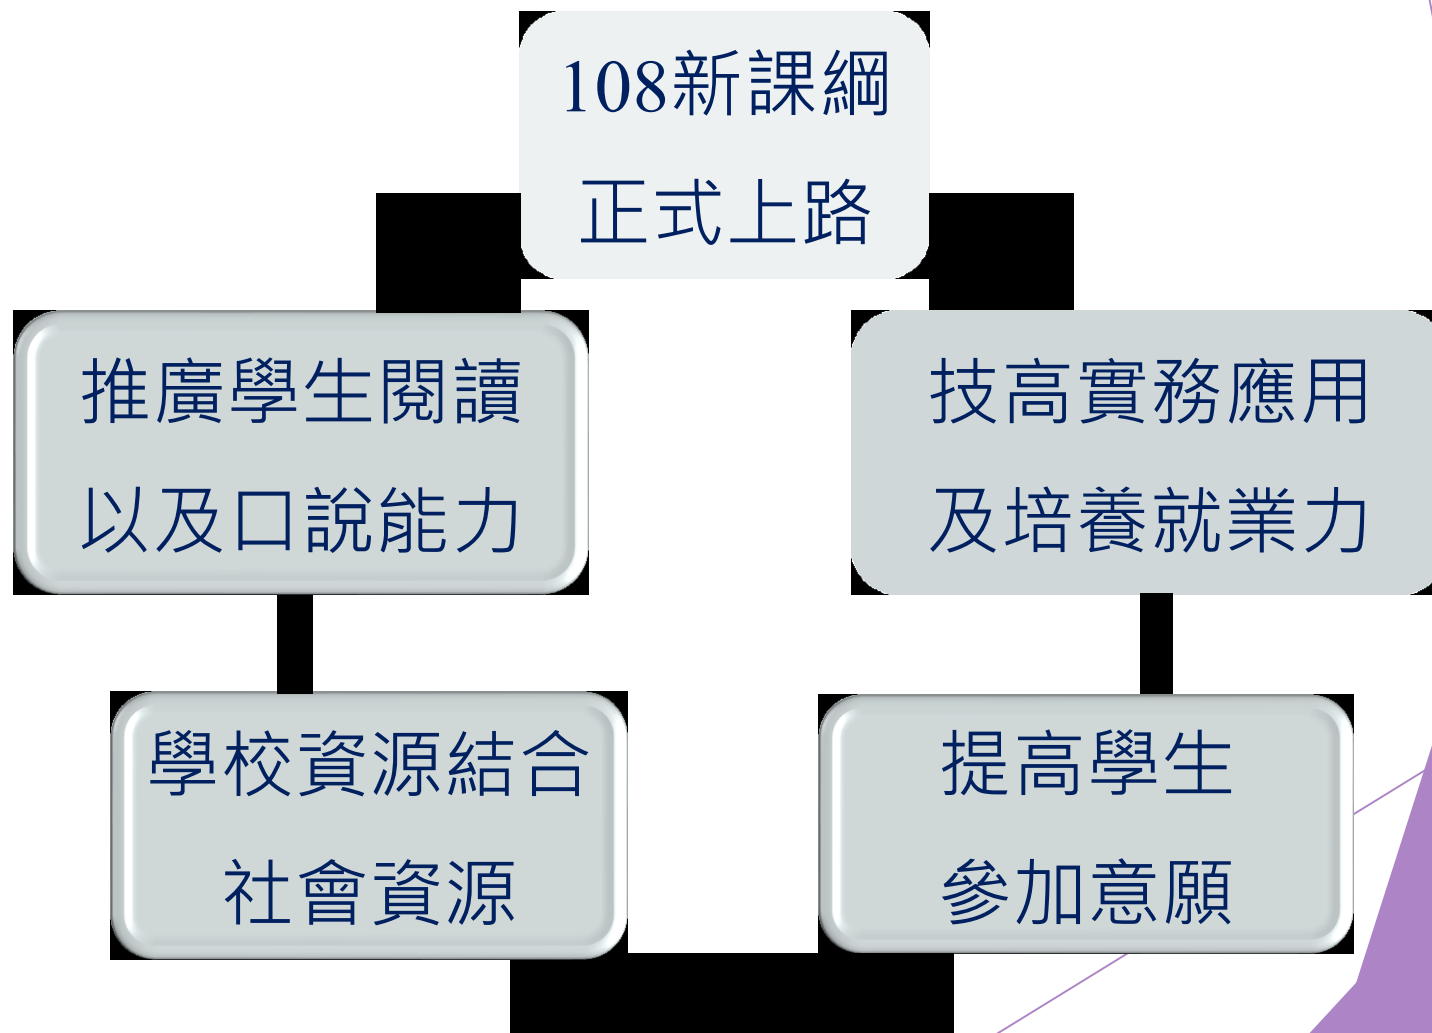 108新課綱
正式上路
推廣學生閱讀
以及口說能力
技高實務應用
及培養就業力
學校資源結合
社會資源
提高學生
參加意願